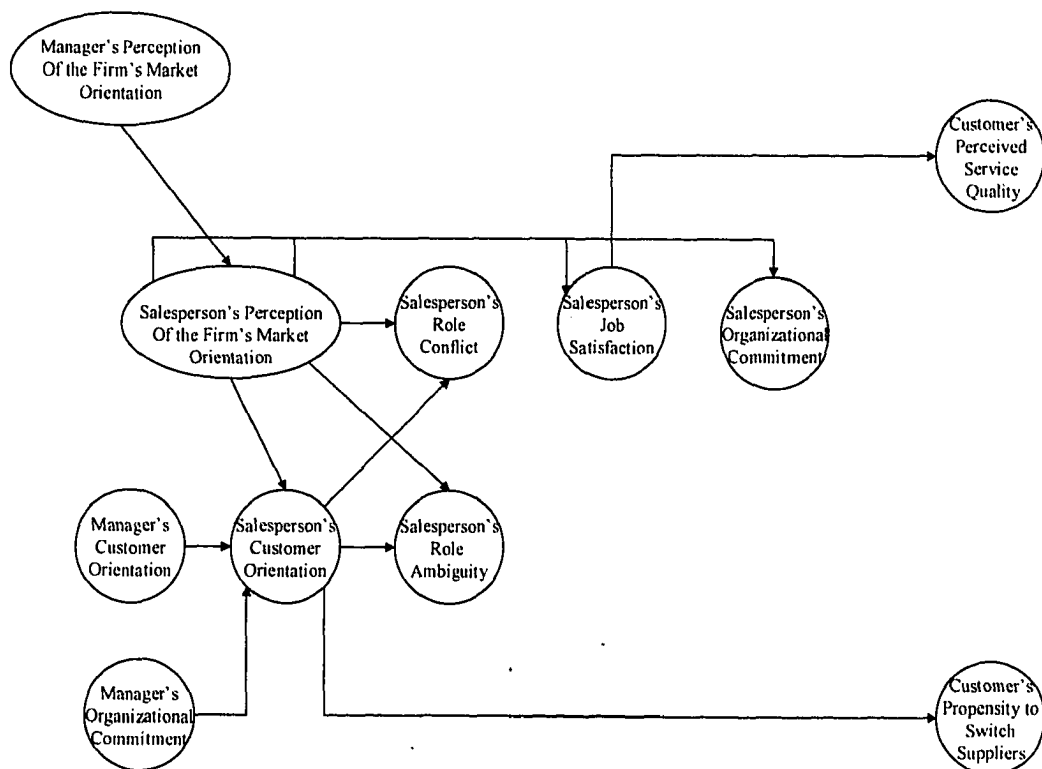 Manager's Perception
Of the Firm's Market
Orientation
Customer's
Perceived
Service
Quality
Salesperson's Perception
Of the Firm's Market
Orientation
Salesperson's
Role
Conflict
Salesperson's
Job
Satisfaction
Salesperson's
Organizational
Commitment
Manager's
Customer
Orientation
Salesperson's
Customer
Orientation
Salesperson's
Role
Ambiguity
Manager's
Organizational
Commitment
Customer's
Propensity to
Switch
Suppliers